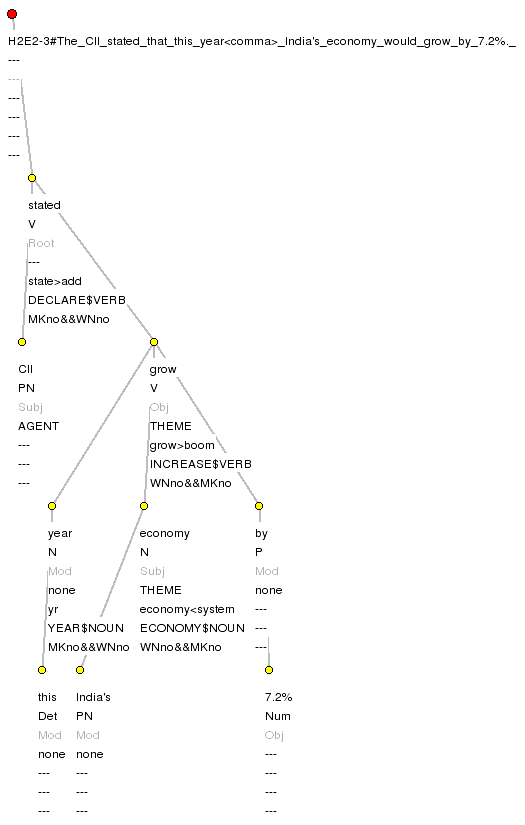 H2E2-3#The_CII_stated_that_this_year<comma>_India's_economy_would_grow_by_7.2%._
---
---
---
---
---
---
stated
V
Root
---
state>add
DECLARE$VERB
MKno&&WNno
CII
PN
Subj
AGENT
---
---
---
grow
V
Obj
THEME
grow>boom
INCREASE$VERB
WNno&&MKno
year
N
Mod
none
yr
YEAR$NOUN
MKno&&WNno
economy
N
Subj
THEME
economy<system
ECONOMY$NOUN
WNno&&MKno
by
P
Mod
none
---
---
---
this
Det
Mod
none
---
---
---
India's
PN
Mod
none
---
---
---
7.2%
Num
Obj
---
---
---
---